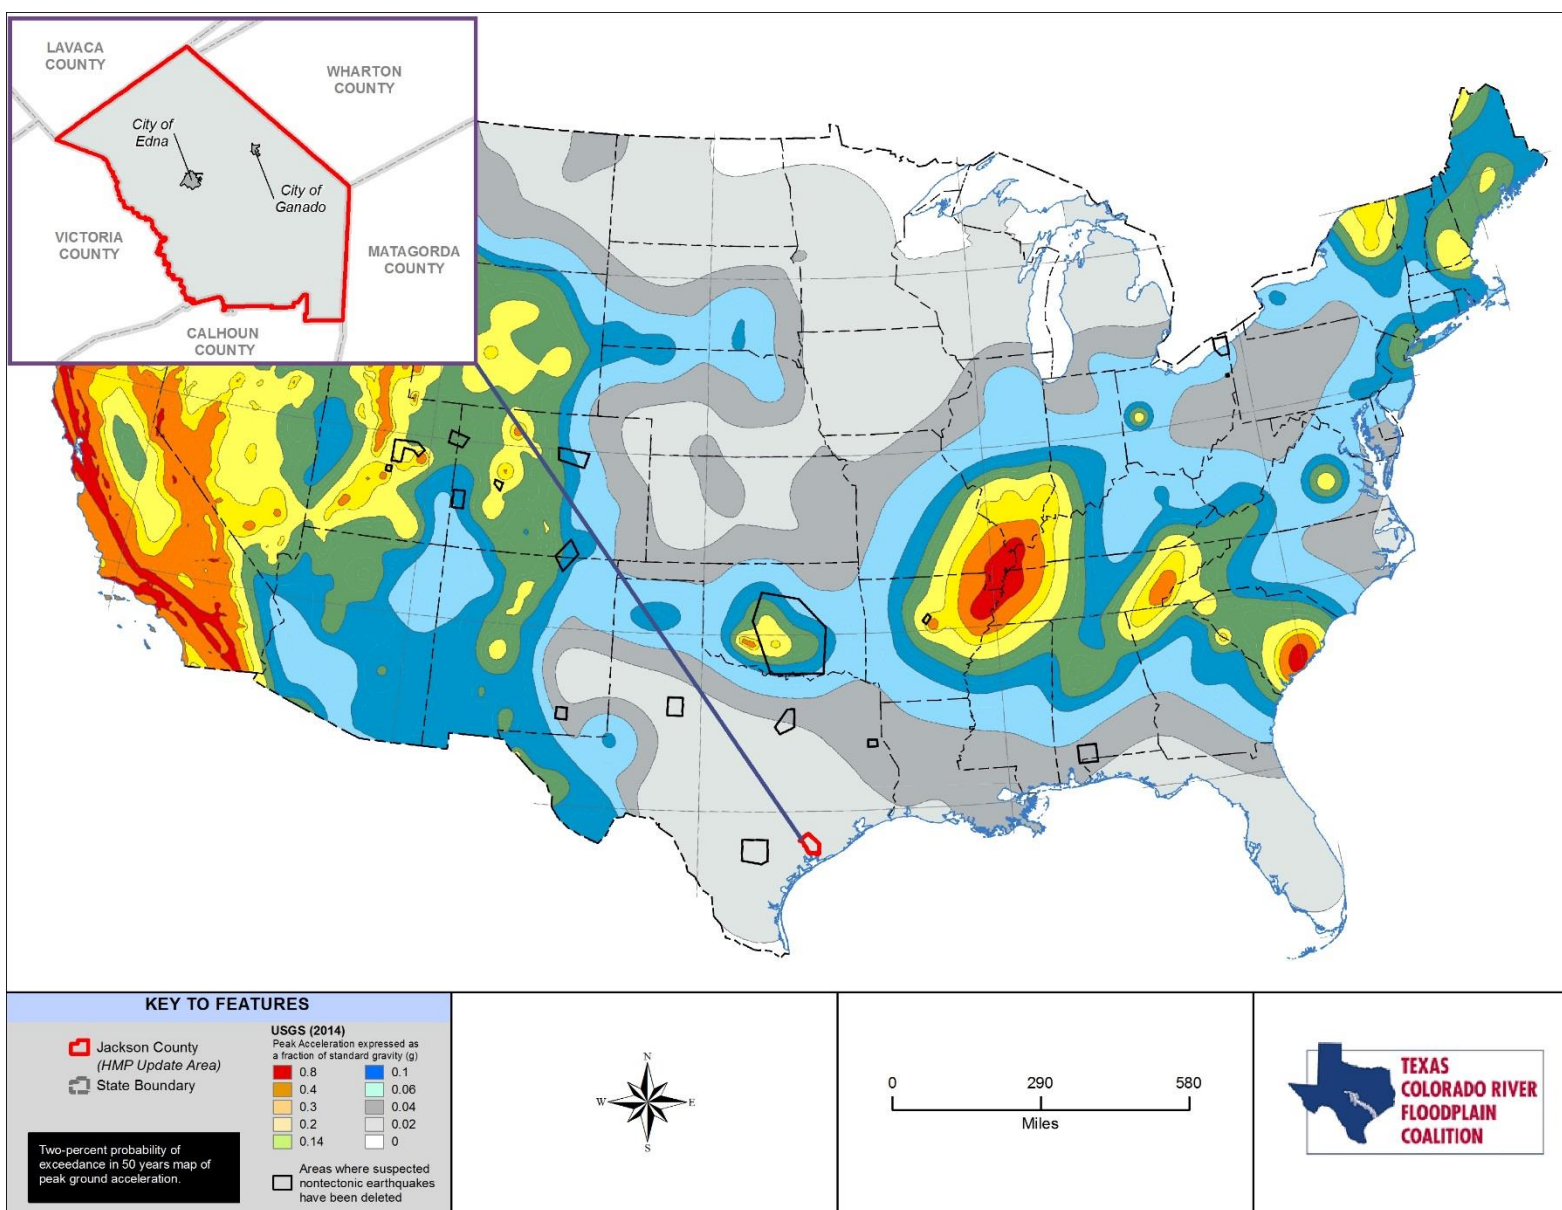 LAVACA
COUNTY
WHARTON
COUNTY
City of
Edna
City of
Ganado
VICTORIA
COUNTY
MATAGORDA
COUNTY
CALHOUN
COUNTY
KEY TO FEATURES
Jackson County
(HMP Update Area)
State Boundary
Two-percent probability of
exceedance in 50 years map of
peak ground acceleration.
USGS (2014)
Peak Acceleration expressed as
a fraction of standard gravity (g)
0.8
0.4
0.3
0.2
0.14
0.1
0.06
0.04
0.02
0
Areas where suspected
nontectonic earthquakes
have been deleted
N
W E
S
0 290 580
Miles
TEXAS
COLORADO RIVER
FLOODPLAIN
COALITION